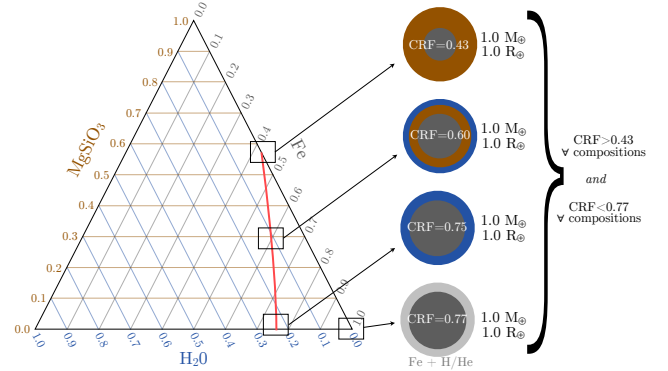 1.0
0.9
0.8
0.7
0.6
0.5
0.4
0.3
0.2
0.1
0.0
MgSiO3
0.0
0.1
0.2
0.3
0.4
0.5
0.6
0.7
0.8
0.9
1.0
Fe
1.0
0.9
0.8
0.7
0.6
0.5
0.4
0.3
0.2
0.1
0.0
H20
CRF=0.43
1.0 M⊕
1.0 R⊕
CRF=0.60
1.0 M⊕
1.0 R⊕
CRF=0.75
1.0 M⊕
1.0 R⊕
CRF=0.77
1.0 M⊕
1.0 R⊕
Fe + H/He
CRF>0.43
∀ compositions
and
CRF<0.77
∀ compositions